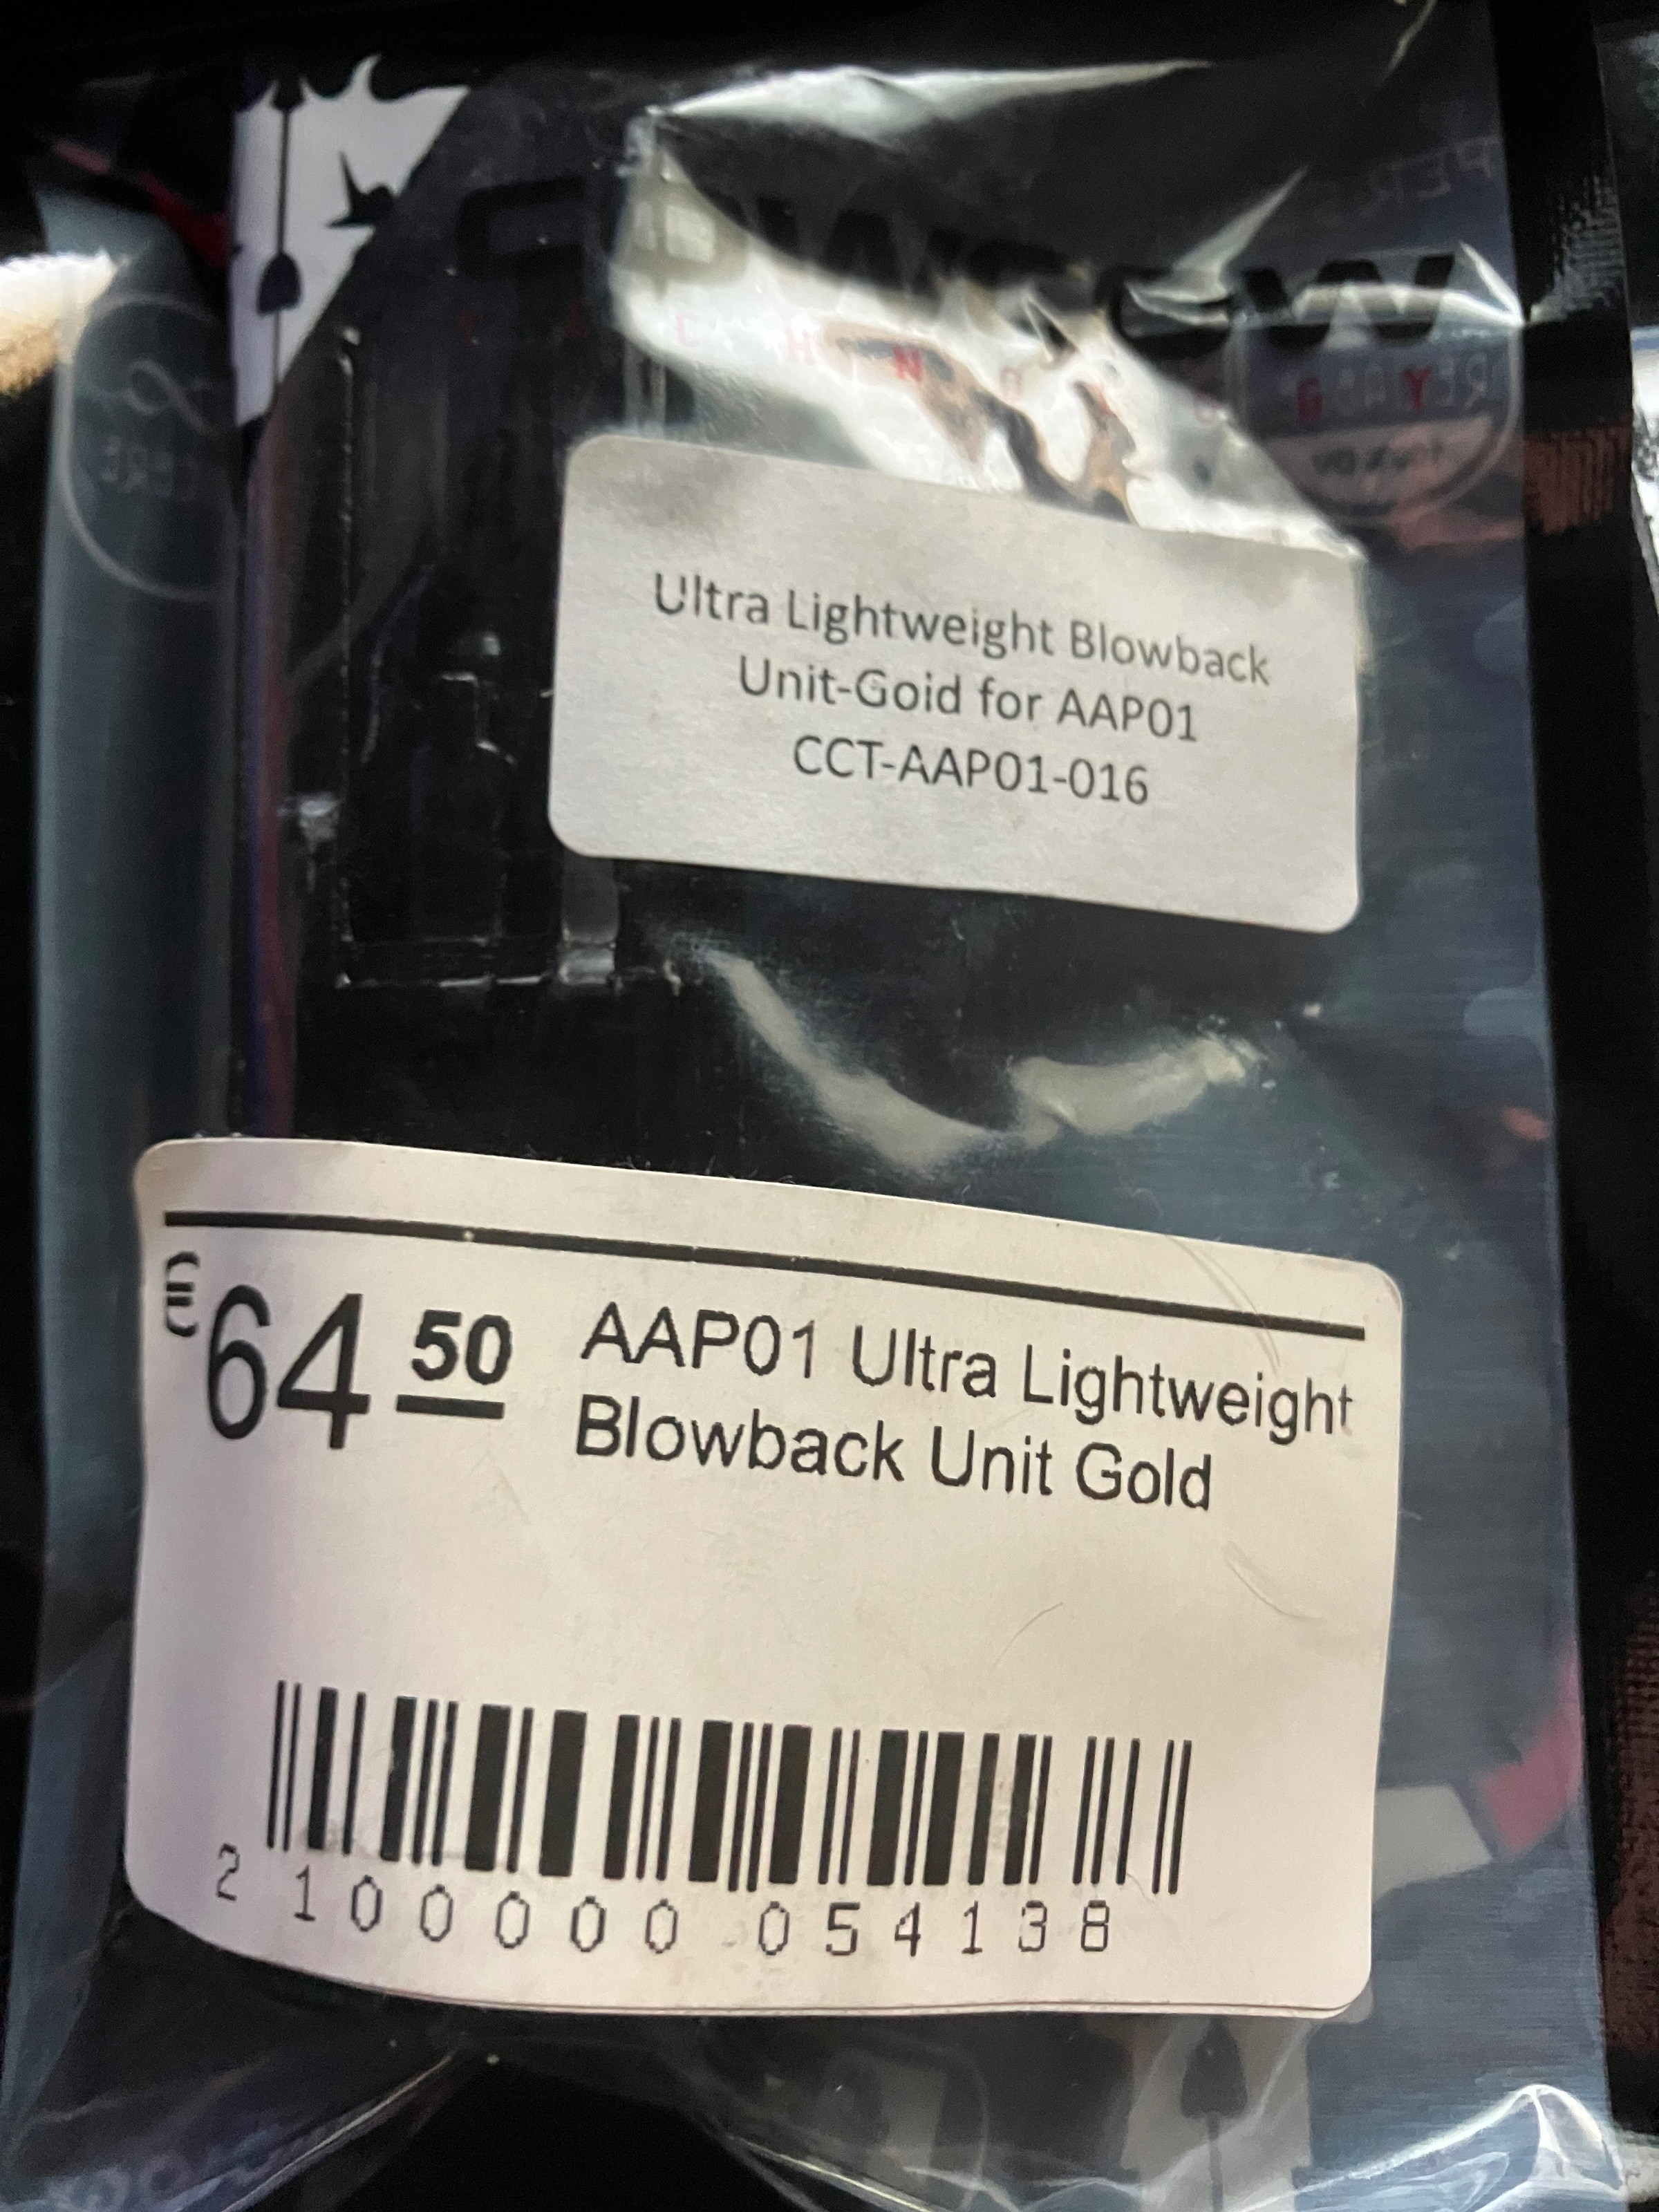 Ultra Lightweight Blowback
Unit-Goid for AAP01
CCT-AAP01-016
€64 50
AAP01 Ultra Lightweight
Blowback Unit Gold
2 100000 054138